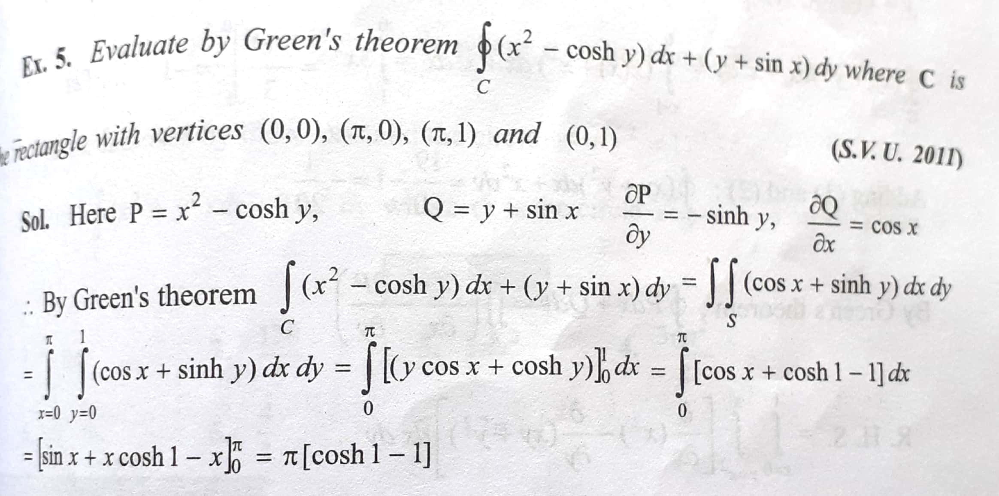 Ex. 5. Evaluate by Green's theorem ∮_C (x² – cosh y) dx + (y + sin x) dy where C is
rectangle with vertices (0, 0), (π, 0), (π, 1) and (0, 1)
(S.V. U. 2011)
Sol. Here P = x² – cosh y, Q = y + sin x ∂P/∂y = – sinh y, ∂Q/∂x = cos x
∴ By Green's theorem ∫_C (x² – cosh y) dx + (y + sin x) dy = ∫∫_S (cos x + sinh y) dx dy
= ∫_{x=0}^{π} ∫_{y=0}^{1} (cos x + sinh y) dx dy = ∫_0^π [(y cos x + cosh y)]_0^1 dx = ∫_0^π [cos x + cosh 1 – 1] dx
= [sin x + x cosh 1 – x]_0^π = π [cosh 1 – 1]